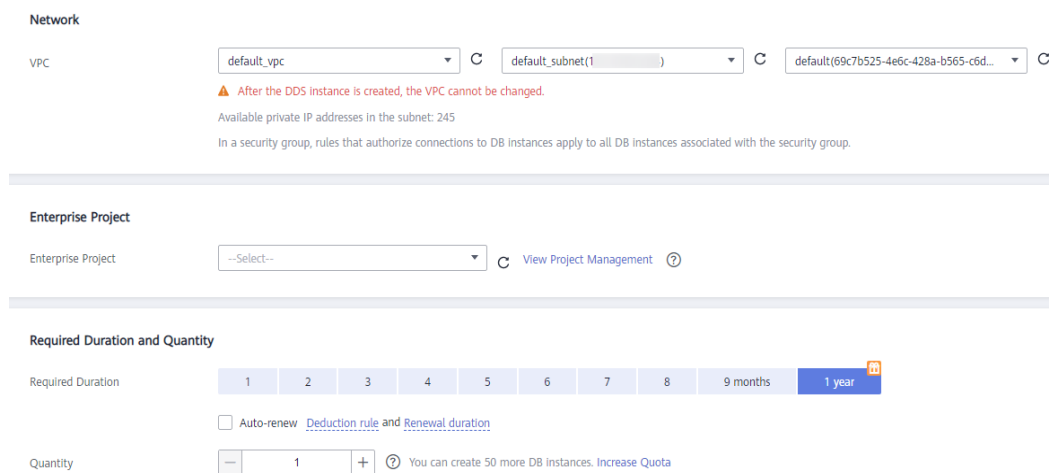 Network
VPC default_vpc default_subnet(1 ) default(69c7b525-4e6c-428a-b565-c6d...
After the DDS instance is created, the VPC cannot be changed.
Available private IP addresses in the subnet: 245
In a security group, rules that authorize connections to DB instances apply to all DB instances associated with the security group.
Enterprise Project
Enterprise Project --Select-- View Project Management ?
Required Duration and Quantity
Required Duration 1 2 3 4 5 6 7 8 9 months 1 year
Auto-renew Deduction rule and Renewal duration
Quantity − 1 + ? You can create 50 more DB instances. Increase Quota